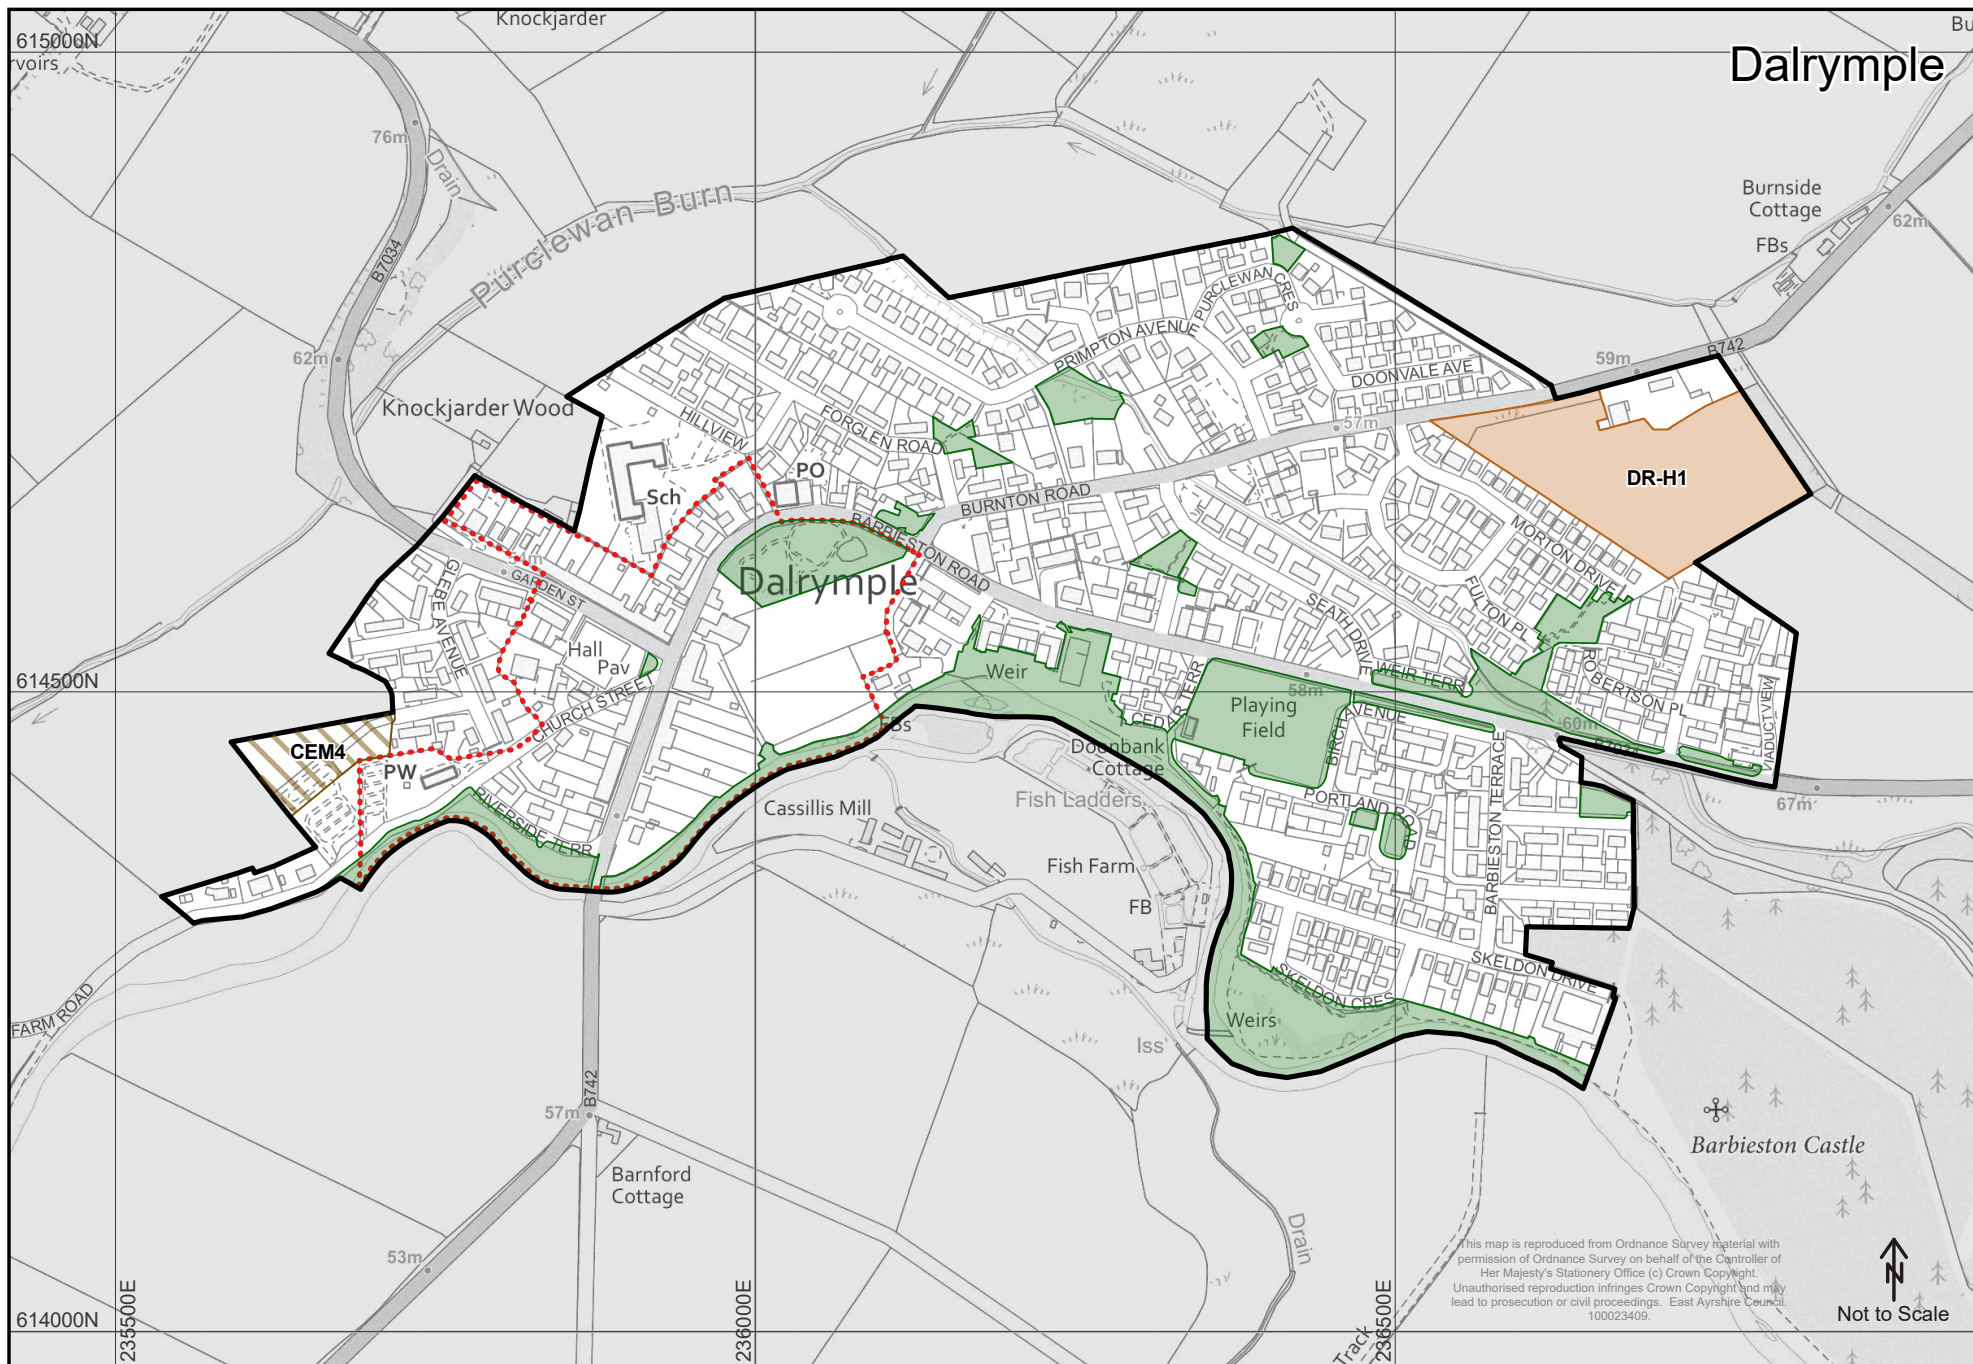 Knockjarder
Bu
615000N
rvoirs
Dalrymple
76m
Drain
Burnside
Cottage
62m
FBs
Purclewan Burn
B7034
PURCLEWAN
CRES
62m
PRIMPTON AVENUE
59m
B742
DOONVALE AVE
Knockjarder Wood
HILLVIEW
FORGLEN ROAD
57m
PO
Sch
DR-H1
BURNTON ROAD
BARBIESTON ROAD
MORTON DRIVE
GARDEN ST
GLEBE AVENUE
Dalrymple
FULTON PL
SEATH DRIVE
Hall
Pav
Weir
WEIR TERR
ROBERTSON PL
614500N
58m
CHURCH STREET
CEDAR TERR
Playing
Field
BIRCH AVENUE
VIADUCT VIEW
60m
FBs
CEM4
PW
Doonbank
Cottage
BARBIESTON TERRACE
67m
RIVERSIDE TERR
Cassillis Mill
Fish Ladders
PORTLAND ROAD
Fish Farm
FB
SKELDON DRIVE
SKELDON CRES
FARM ROAD
Weirs
Iss
B742
57m
Barbieston Castle
Barnford
Cottage
Drain
53m
This map is reproduced from Ordnance Survey material with
permission of Ordnance Survey on behalf of the Controller of
Her Majesty's Stationery Office (c) Crown Copyright.
Unauthorised reproduction infringes Crown Copyright and may
lead to prosecution or civil proceedings. East Ayrshire Council.
100023409.
N
Not to Scale
614000N
235500E
236000E
236500E
Track